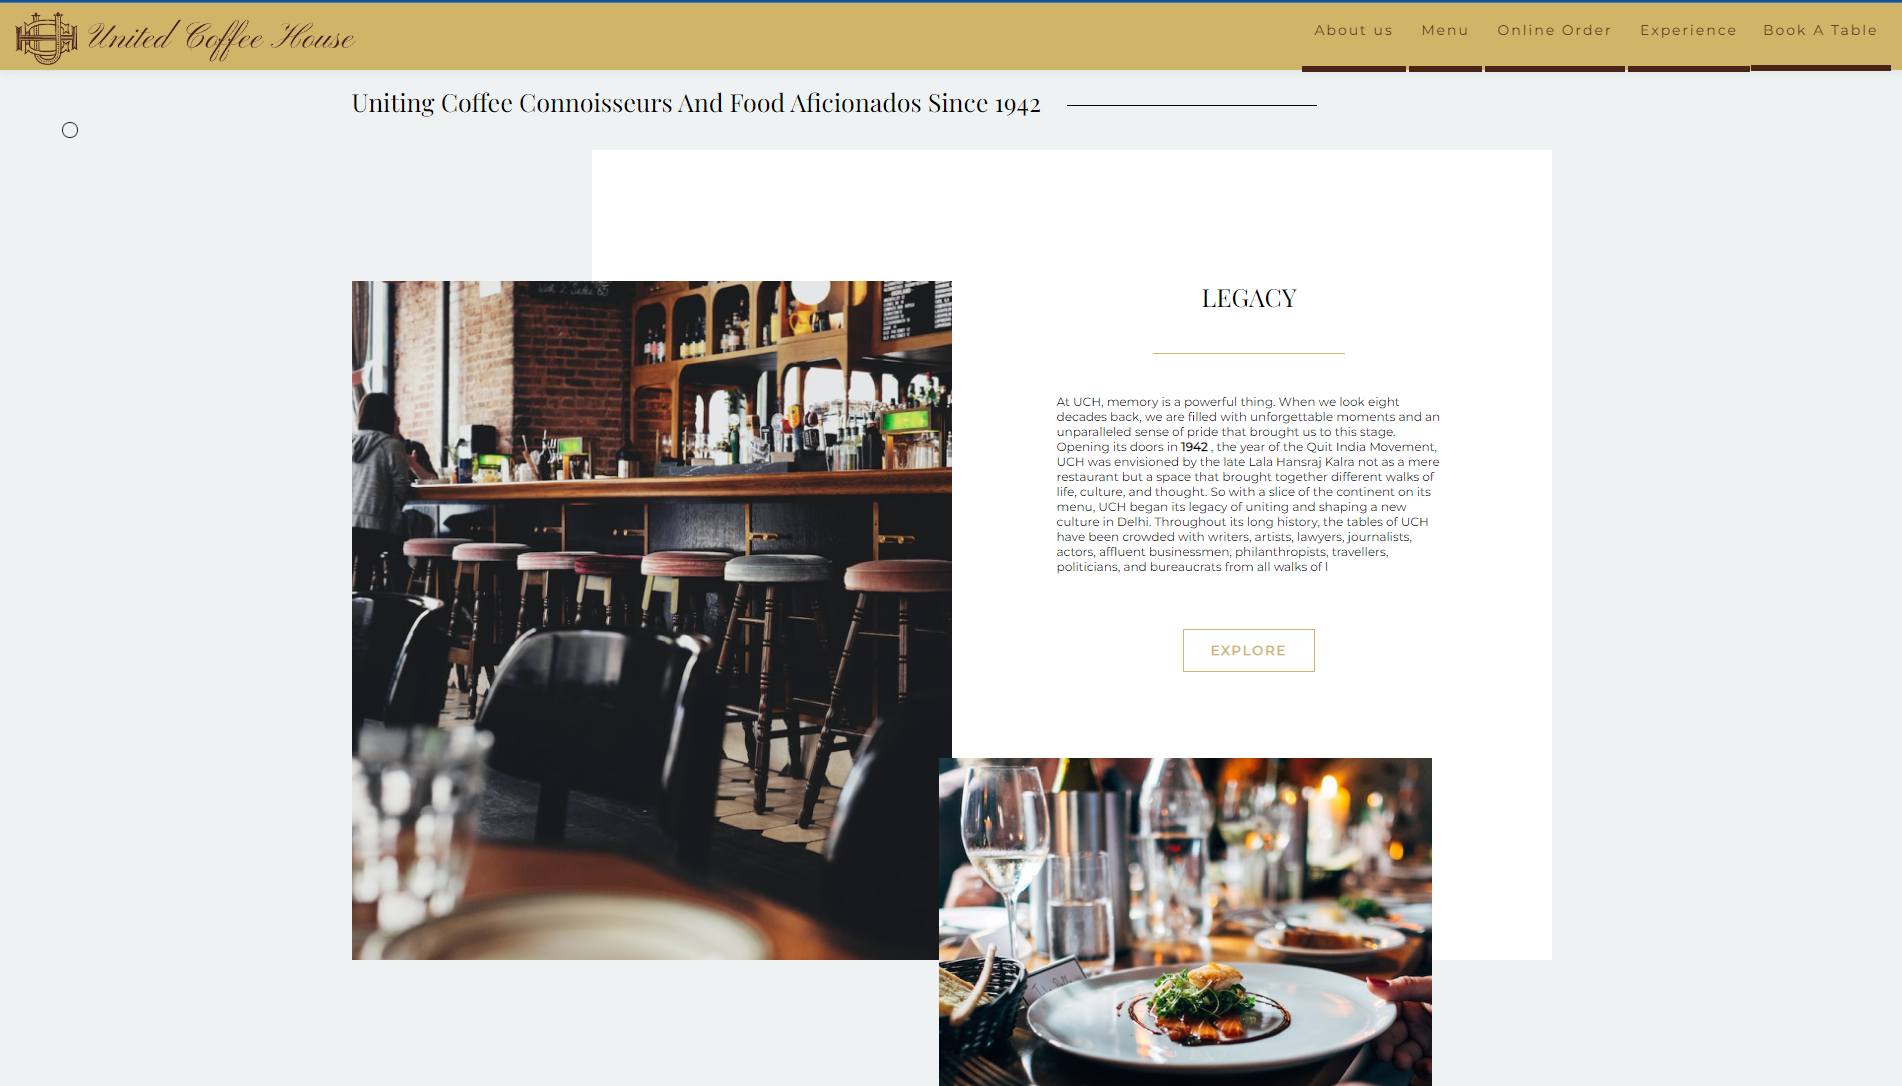 United Coffee House
About us Menu Online Order Experience Book A Table
Uniting Coffee Connoisseurs And Food Aficionados Since 1942
LEGACY
At UCH, memory is a powerful thing. When we look eight
decades back, we are filled with unforgettable moments and an
unparalleled sense of pride that brought us to this stage.
Opening its doors in 1942 , the year of the Quit India Movement,
UCH was envisioned by the late Lala Hansraj Kalra not as a mere
restaurant but a space that brought together different walks of
life, culture, and thought. So with a slice of the continent on its
menu, UCH began its legacy of uniting and shaping a new
culture in Delhi. Throughout its long history, the tables of UCH
have been crowded with writers, artists, lawyers, journalists,
actors, affluent businessmen, philanthropists, travellers,
politicians, and bureaucrats from all walks of l
EXPLORE